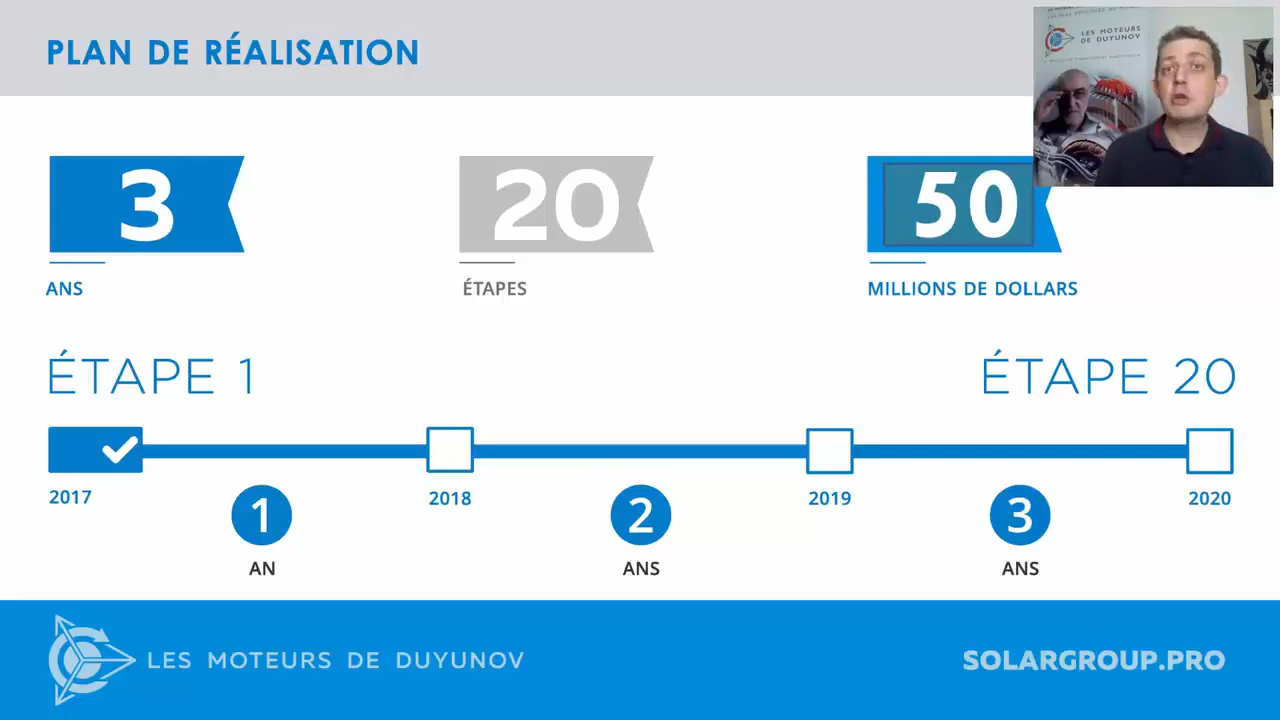 PLAN DE RÉALISATION
LES MOTEURS
DE DUYUNOV
3
20
50
ANS
ÉTAPES
MILLIONS DE DOLLARS
ÉTAPE 1
ÉTAPE 20
2017
2018
2019
2020
1
2
3
AN
ANS
ANS
LES MOTEURS DE DUYUNOV
SOLARGROUP.PRO